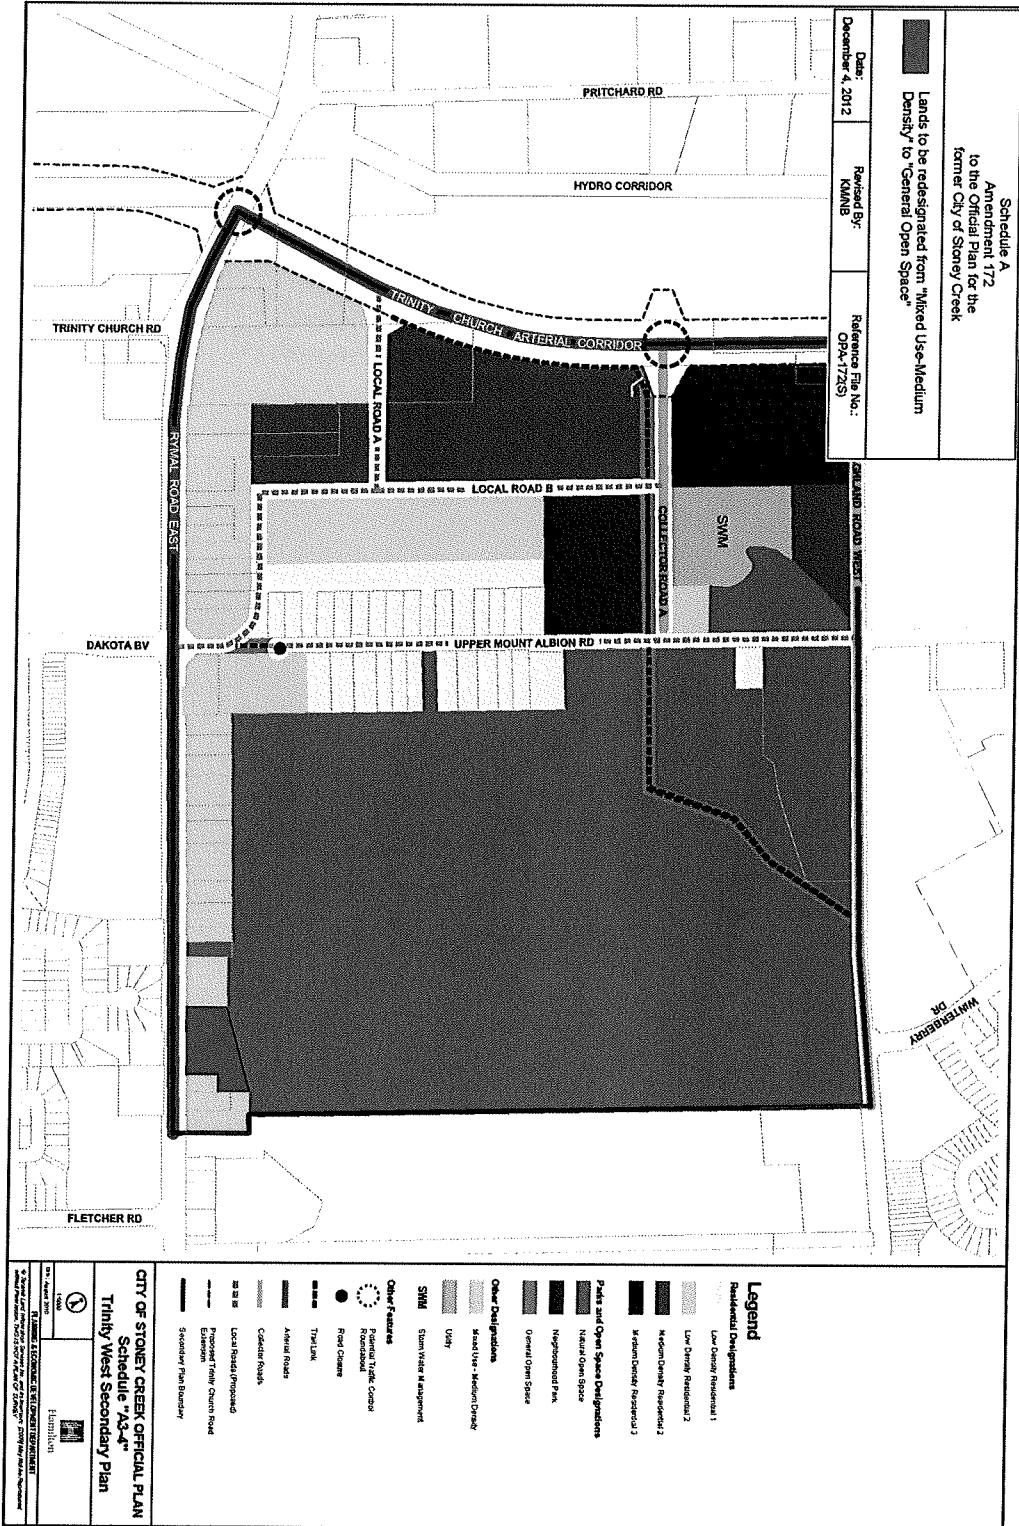 Schedule A
Amendment 172
to the Official Plan for the
former City of Stoney Creek
Lands to be redesignated from "Mixed Use-Medium
Density" to "General Open Space"
Date:
December 4, 2012
Revised By:
KM/NB
Reference File No.:
OPA-172(S)
PRITCHARD RD
HYDRO CORRIDOR
TRINITY CHURCH RD
TRINITY CHURCH ARTERIAL CORRIDOR
LOCAL ROAD A
RYMAL ROAD EAST
LOCAL ROAD B
COLLECTOR ROAD A
SWM
ROAD WEST
DAKOTA BV
UPPER MOUNT ALBION RD
WINTERBERRY
DR
FLETCHER RD
Legend
Residential Designations
Low Density Residential 1
Low Density Residential 2
Medium Density Residential 2
Medium Density Residential 3
Parks and Open Space Designations
Natural Open Space
Neighbourhood Park
General Open Space
Other Designations
Mixed Use - Medium Density
Utility
SWM Storm Water Management
Other Features
Potential Traffic Control
Roundabout
Road Closure
Trail Link
Arterial Roads
Collector Roads
Local Roads (Proposed)
Proposed Trinity Church Road
Extension
Secondary Plan Boundary
CITY OF STONEY CREEK OFFICIAL PLAN
Schedule "A3-4"
Trinity West Secondary Plan
Hamilton
PLANNING & ECONOMIC DEVELOPMENT DEPARTMENT